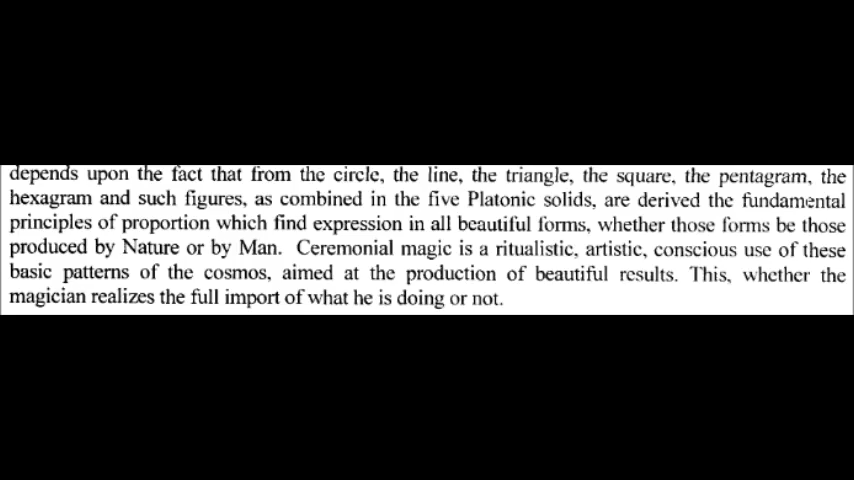 depends upon the fact that from the circle, the line, the triangle, the square, the pentagram, the
hexagram and such figures, as combined in the five Platonic solids, are derived the fundamental
principles of proportion which find expression in all beautiful forms, whether those forms be those
produced by Nature or by Man. Ceremonial magic is a ritualistic, artistic, conscious use of these
basic patterns of the cosmos, aimed at the production of beautiful results. This, whether the
magician realizes the full import of what he is doing or not.